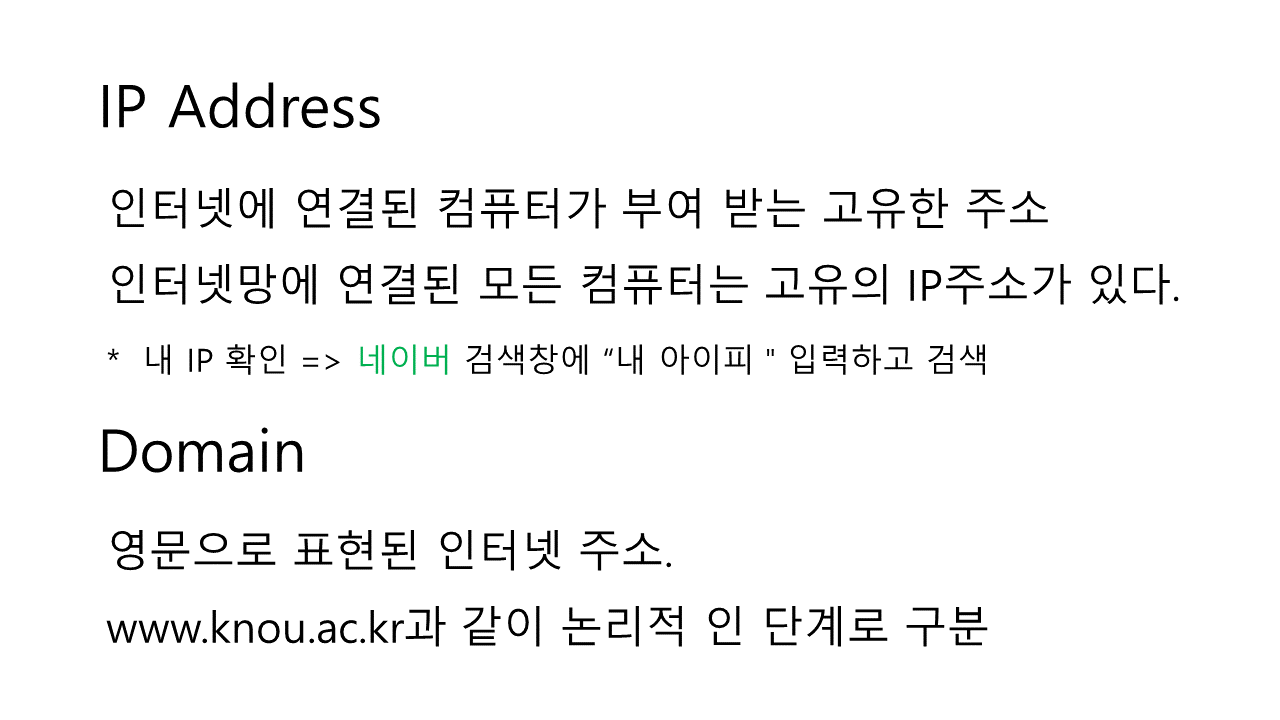 IP Address
인터넷에 연결된 컴퓨터가 부여 받는 고유한 주소
인터넷망에 연결된 모든 컴퓨터는 고유의 IP주소가 있다.
* 내 IP 확인 => 네이버 검색창에 “내 아이피 " 입력하고 검색
Domain
영문으로 표현된 인터넷 주소.
www.knou.ac.kr과 같이 논리적 인 단계로 구분